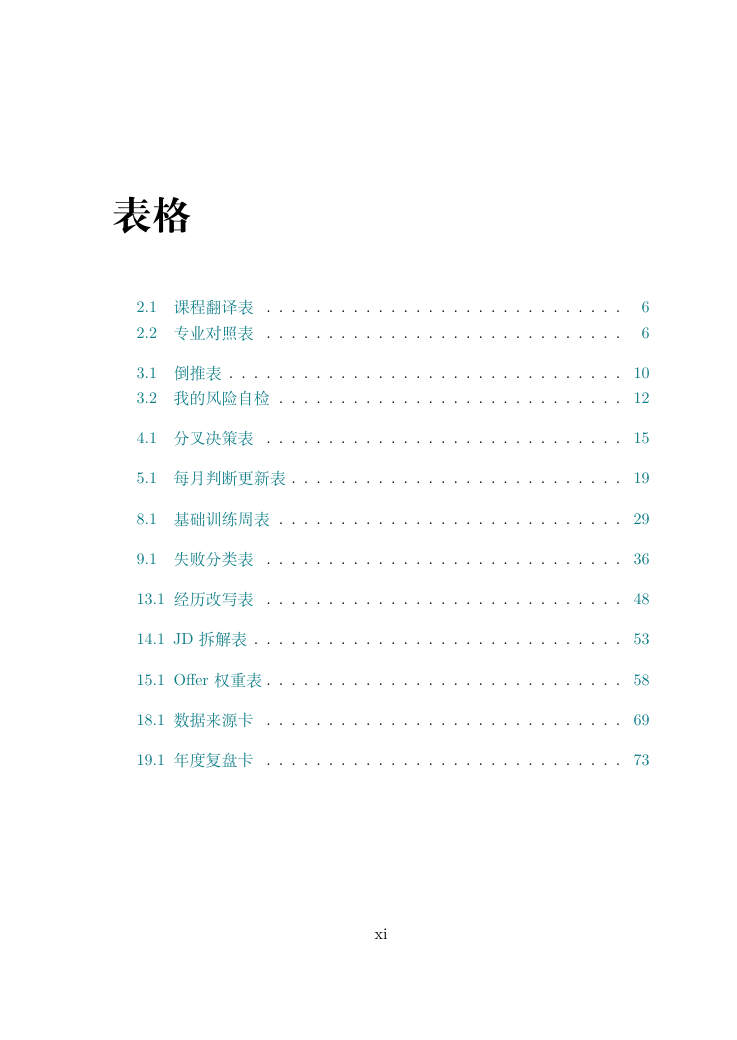 表格
2.1 课程翻译表 . . . . . . . . . . . . . . . . . . . . . . . . . . . . . 6
2.2 专业对照表 . . . . . . . . . . . . . . . . . . . . . . . . . . . . . 6
3.1 倒推表 . . . . . . . . . . . . . . . . . . . . . . . . . . . . . . . . 10
3.2 我的风险自检 . . . . . . . . . . . . . . . . . . . . . . . . . . . . 12
4.1 分叉决策表 . . . . . . . . . . . . . . . . . . . . . . . . . . . . . 15
5.1 每月判断更新表 . . . . . . . . . . . . . . . . . . . . . . . . . . . 19
8.1 基础训练周表 . . . . . . . . . . . . . . . . . . . . . . . . . . . . 29
9.1 失败分类表 . . . . . . . . . . . . . . . . . . . . . . . . . . . . . 36
13.1 经历改写表 . . . . . . . . . . . . . . . . . . . . . . . . . . . . . 48
14.1 JD 拆解表 . . . . . . . . . . . . . . . . . . . . . . . . . . . . . . 53
15.1 Offer 权重表 . . . . . . . . . . . . . . . . . . . . . . . . . . . . . 58
18.1 数据来源卡 . . . . . . . . . . . . . . . . . . . . . . . . . . . . . 69
19.1 年度复盘卡 . . . . . . . . . . . . . . . . . . . . . . . . . . . . . 73
xi